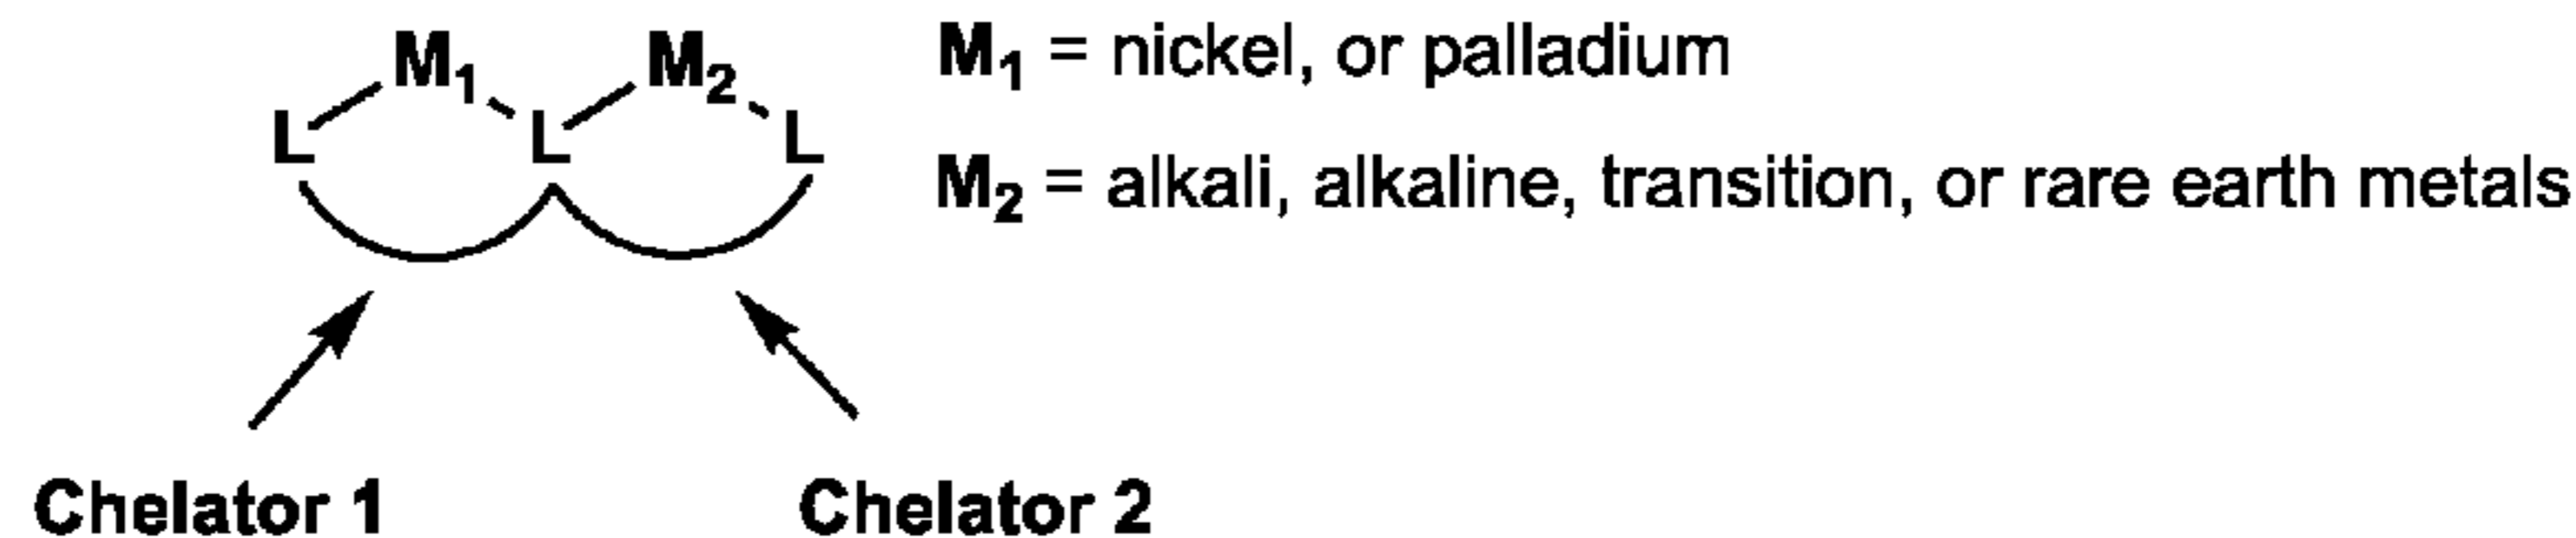 M₁ M₂
L L L
M₁ = nickel, or palladium
M₂ = alkali, alkaline, transition, or rare earth metals
Chelator 1
Chelator 2